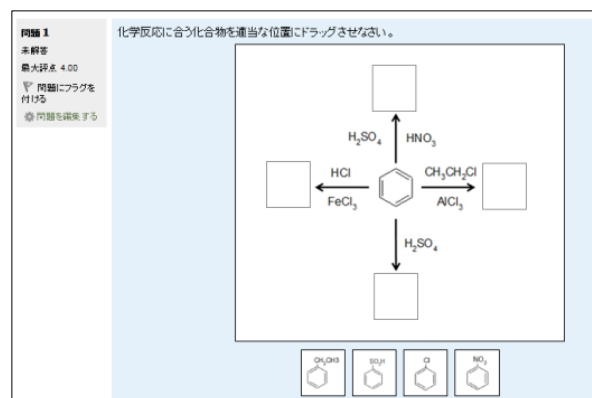 問題 1
未解答
最大評点 4.00
問題にフラグを
付ける
問題を編集する
化学反応に合う化合物を適当な位置にドラッグさせなさい。
H₂SO₄ HNO₃
HCl
FeCl₃
CH₃CH₂Cl
AlCl₃
H₂SO₄
CH₂CH3
SO₃H
Cl
NO₂